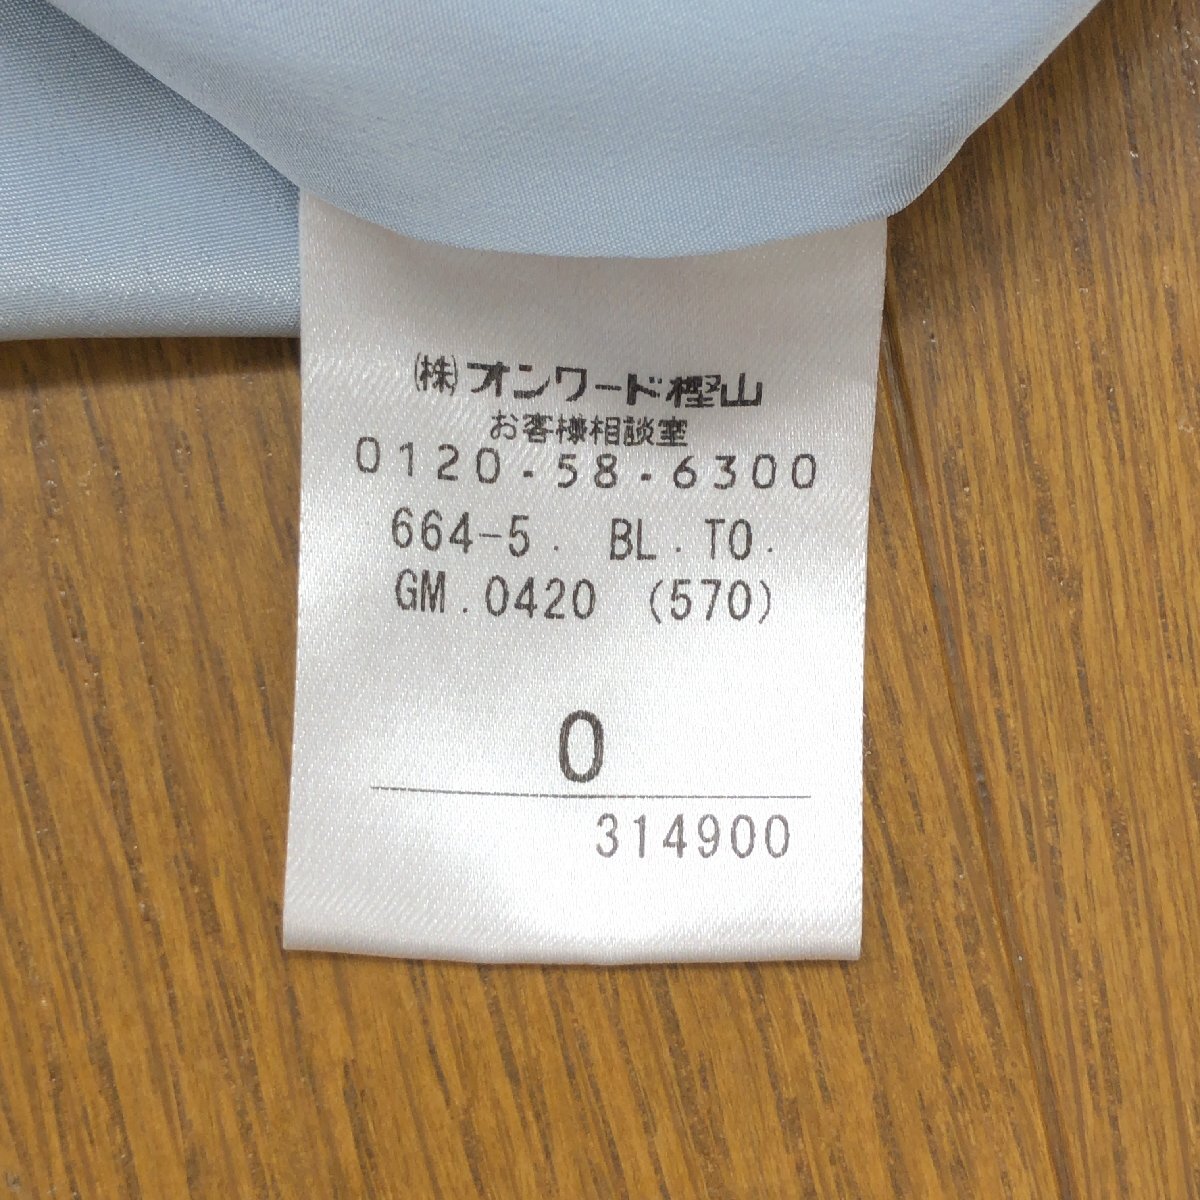 (株)オンワード樫山
お客様相談室
0120-58-6300
664-5. BL.TO.
GM.0420 (570)
0
314900